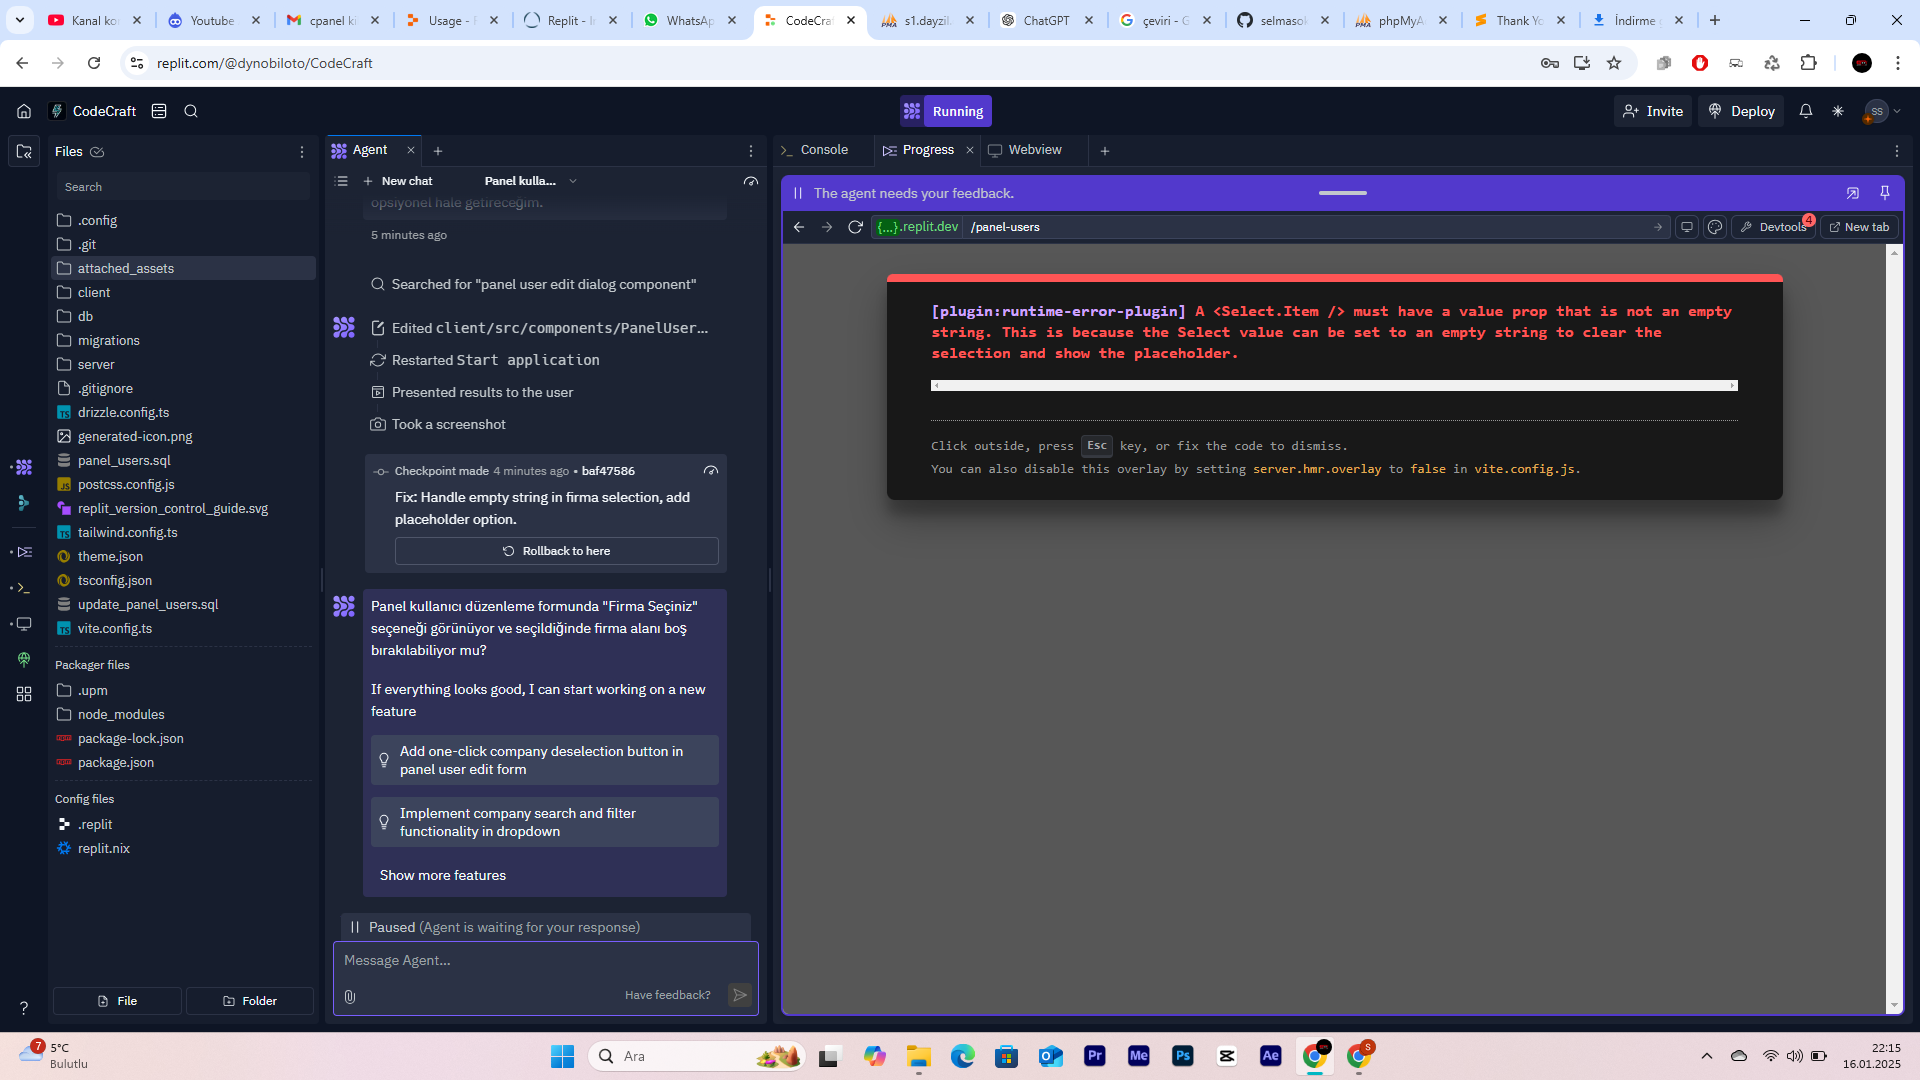 Kanal ko
Youtube
cpanel ki
Usage - F
Replit - In
WhatsAp
CodeCraf
s1.dayzil
ChatGPT
çeviri - G
selmasok
phpMyA
Thank Yo
İndirme
replit.com/@dynobiloto/CodeCraft
CodeCraft
Running
Invite
Deploy
SS
Files
Search
.config
.git
attached_assets
client
db
migrations
server
.gitignore
drizzle.config.ts
generated-icon.png
panel_users.sql
postcss.config.js
replit_version_control_guide.svg
tailwind.config.ts
theme.json
tsconfig.json
update_panel_users.sql
vite.config.ts
Packager files
.upm
node_modules
package-lock.json
package.json
Config files
.replit
replit.nix
File
Folder
Agent
New chat
Panel kulla...
opsiyonel hale getireceğim.
5 minutes ago
Searched for "panel user edit dialog component"
Edited client/src/components/PanelUser...
Restarted Start application
Presented results to the user
Took a screenshot
Checkpoint made 4 minutes ago • baf47586
Fix: Handle empty string in firma selection, add
placeholder option.
Rollback to here
Panel kullanıcı düzenleme formunda "Firma Seçiniz"
seçeneği görünüyor ve seçildiğinde firma alanı boş
bırakılabiliyor mu?
If everything looks good, I can start working on a new
feature
Add one-click company deselection button in
panel user edit form
Implement company search and filter
functionality in dropdown
Show more features
Paused (Agent is waiting for your response)
Message Agent...
Have feedback?
Console
Progress
Webview
The agent needs your feedback.
{...}.replit.dev
/panel-users
Devtools
4
New tab
[plugin:runtime-error-plugin] A <Select.Item /> must have a value prop that is not an empty
string. This is because the Select value can be set to an empty string to clear the
selection and show the placeholder.
Click outside, press Esc key, or fix the code to dismiss.
You can also disable this overlay by setting server.hmr.overlay to false in vite.config.js.
7
5°C
Bulutlu
Ara
Pr
Me
Ps
Ae
S
22:15
16.01.2025